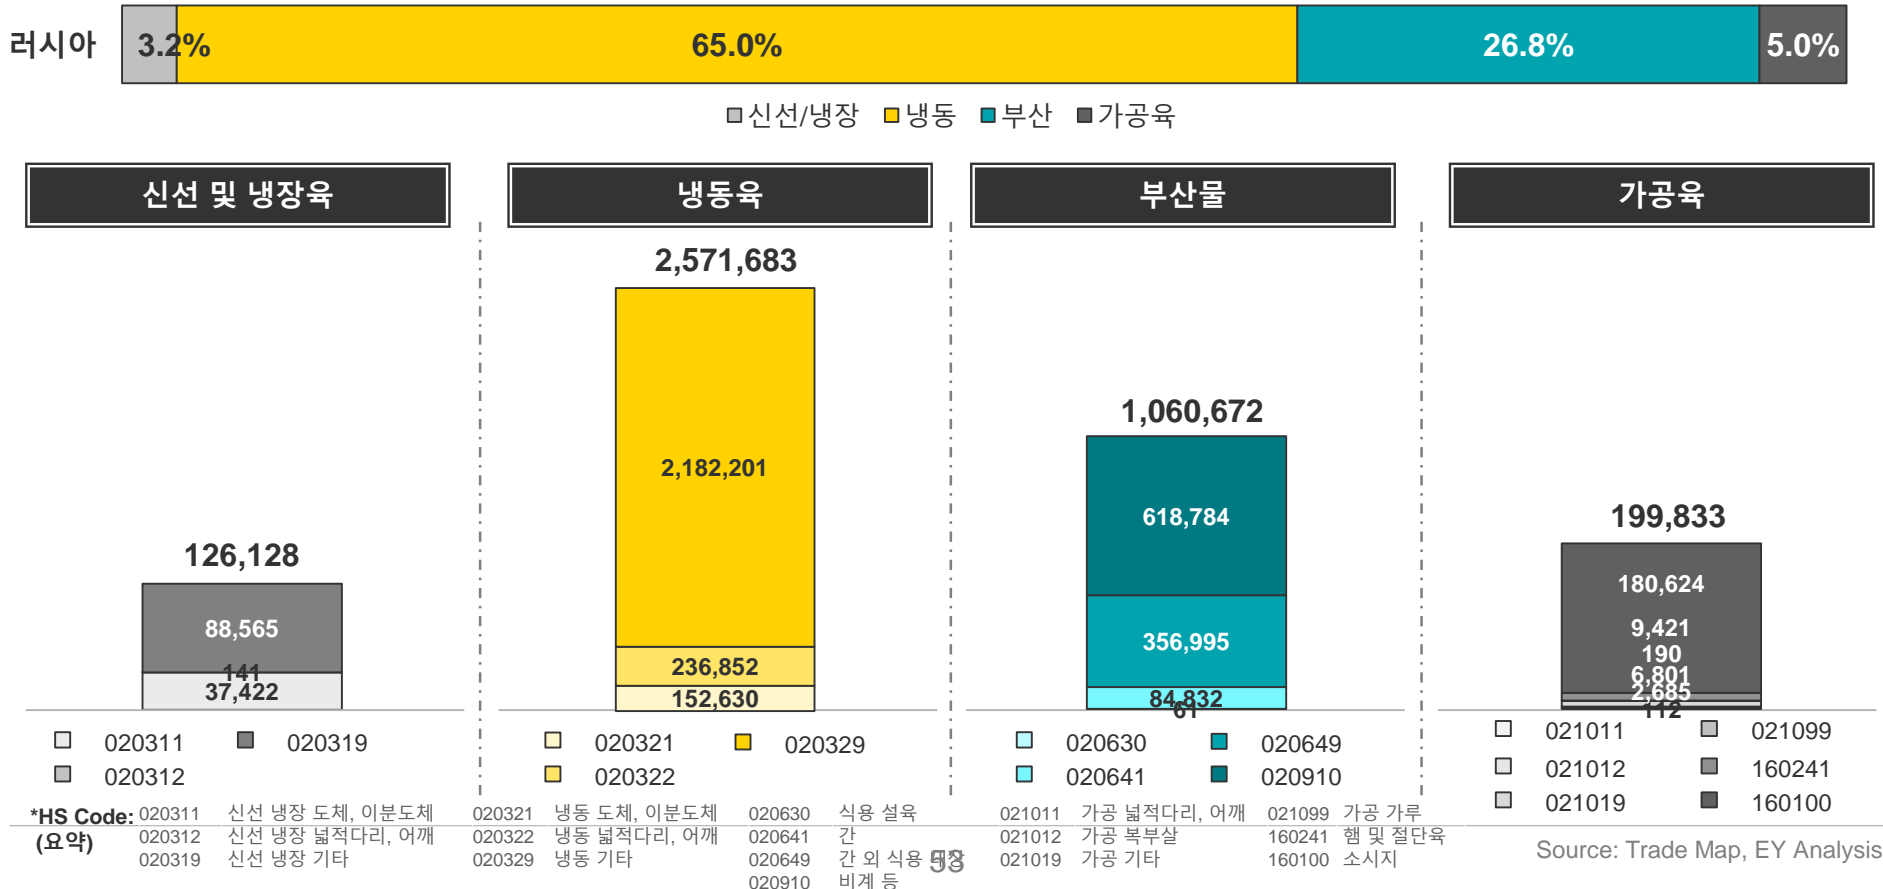 러시아 3.2% 65.0% 26.8% 5.0%
신선/냉장 냉동 부산 가공육
신선 및 냉장육
126,128
88,565
141
37,422
020311 020319
020312
냉동육
2,571,683
2,182,201
236,852
152,630
020321 020329
020322
부산물
1,060,672
618,784
356,995
84,832
61
020630 020649
020641 020910
가공육
199,833
180,624
9,421
190
6,801
2,685
112
021011 021099
021012 160241
021019 160100
*HS Code:
(요약)
020311 신선 냉장 도체, 이분도체
020312 신선 냉장 넓적다리, 어깨
020319 신선 냉장 기타
020321 냉동 도체, 이분도체
020322 냉동 넓적다리, 어깨
020329 냉동 기타
020630 식용 설육
020641 간
020649 간 외 식용
020910 비계 등
021011 가공 넓적다리, 어깨
021012 가공 복부살
021019 가공 기타
021099 가공 가루
160241 햄 및 절단육
160100 소시지
53
Source: Trade Map, EY Analysis